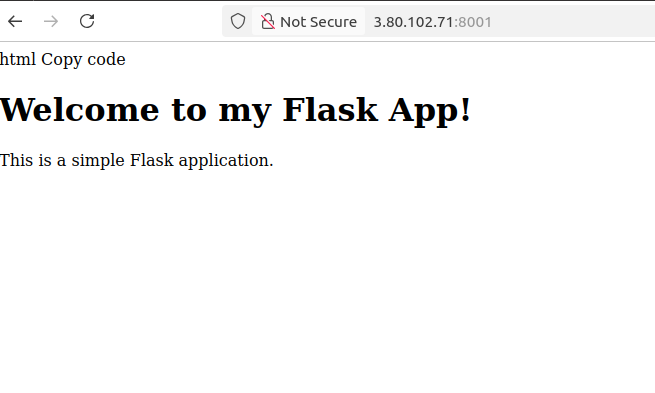 Not Secure 3.80.102.71:8001
html Copy code
Welcome to my Flask App!
This is a simple Flask application.